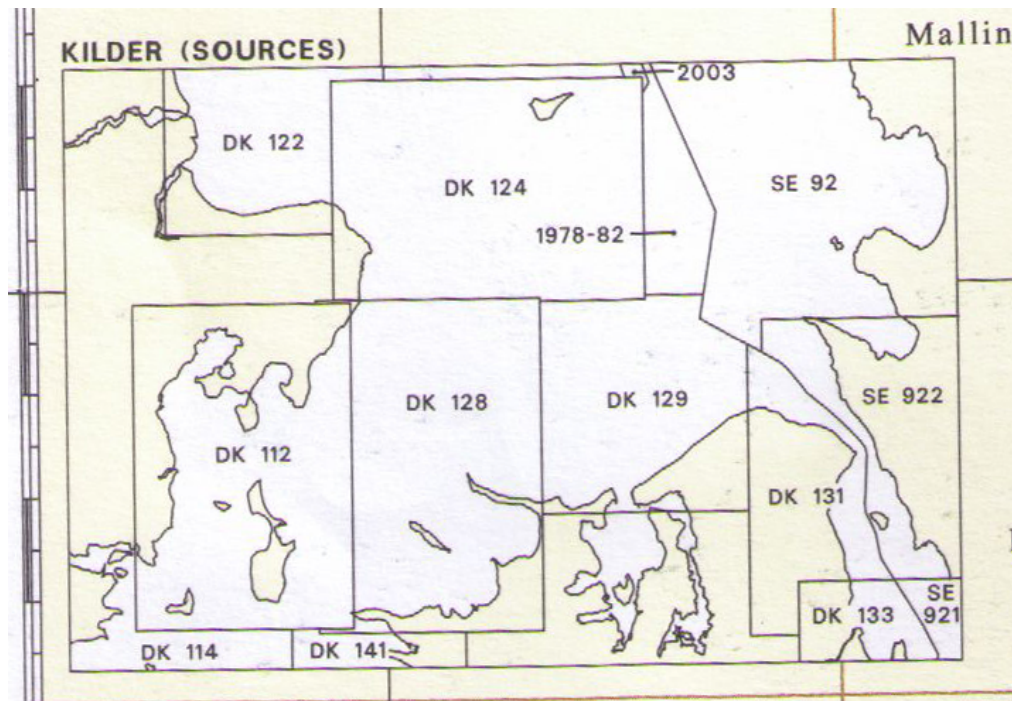 Mallin
KILDER (SOURCES)
2003
DK 122
DK 124
SE 92
1978-82
DK 128
DK 129
SE 922
DK 112
DK 131
SE
921
DK 133
DK 114
DK 141